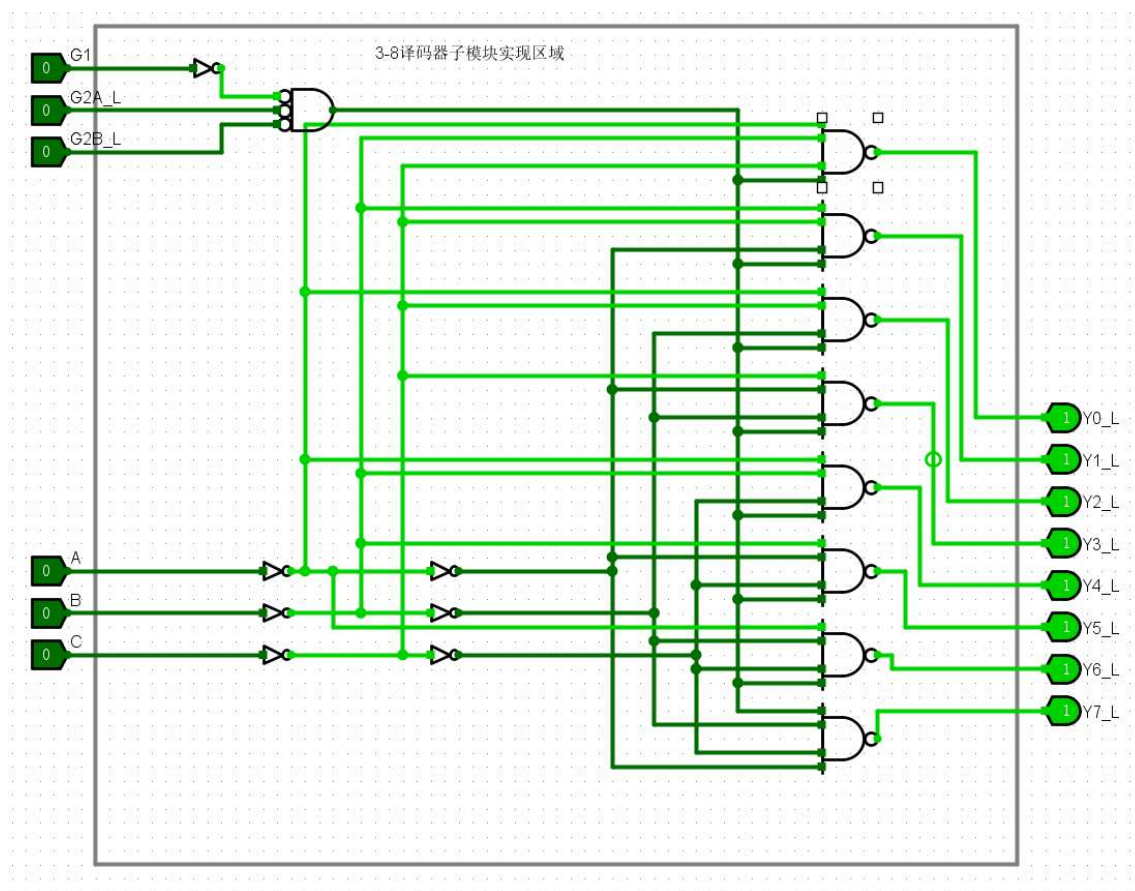 3-8译码器子模块实现区域
G1
0
G2A_L
0
G2B_L
0
A
0
B
0
C
0
1 Y0_L
1 Y1_L
1 Y2_L
1 Y3_L
1 Y4_L
1 Y5_L
1 Y6_L
1 Y7_L